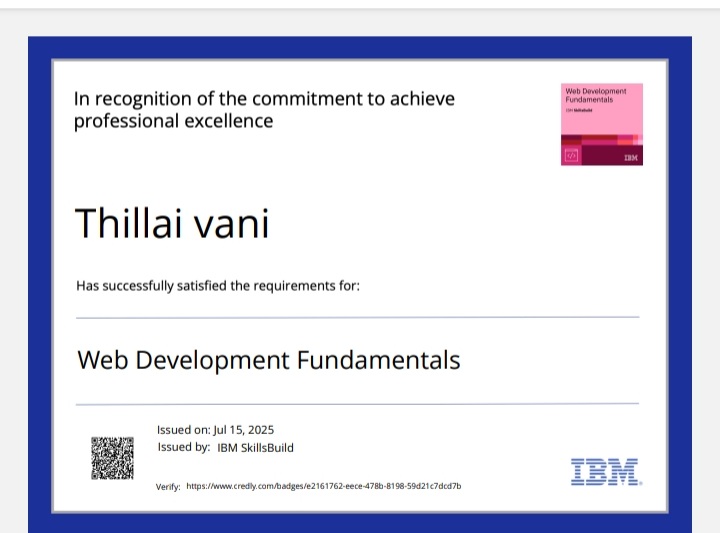 In recognition of the commitment to achieve
professional excellence
Web Development
Fundamentals
IBM
Thillai vani
Has successfully satisfied the requirements for:
Web Development Fundamentals
Issued on: Jul 15, 2025
Issued by: IBM SkillsBuild
Verify: https://www.credly.com/badges/e2161762-eece-478b-8198-59d21c7dcd7b
IBM